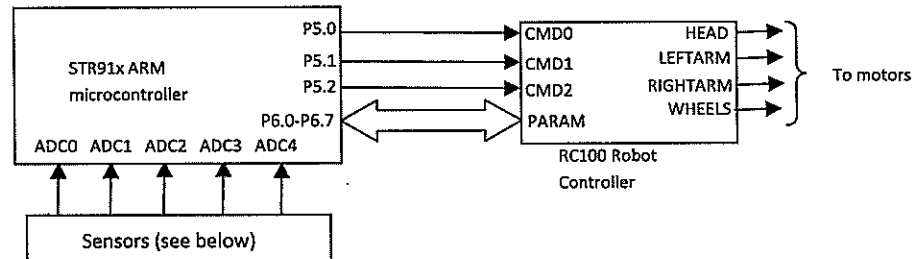 STR91x ARM
microcontroller
P5.0
P5.1
P5.2
P6.0-P6.7
ADC0 ADC1 ADC2 ADC3 ADC4
Sensors (see below)
CMD0
CMD1
CMD2
PARAM
HEAD
LEFTARM
RIGHTARM
WHEELS
RC100 Robot
Controller
To motors